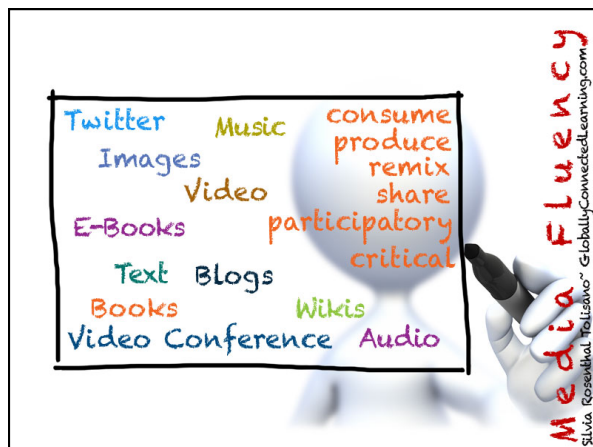 Twitter
Music
Images
Video
E-Books
Text
Blogs
Books
Wikis
Video Conference
Audio
consume
produce
remix
share
participatory
critical
Media Fluency
Silvia Rosenthal Tolisano~ GloballyConnectedLearning.com